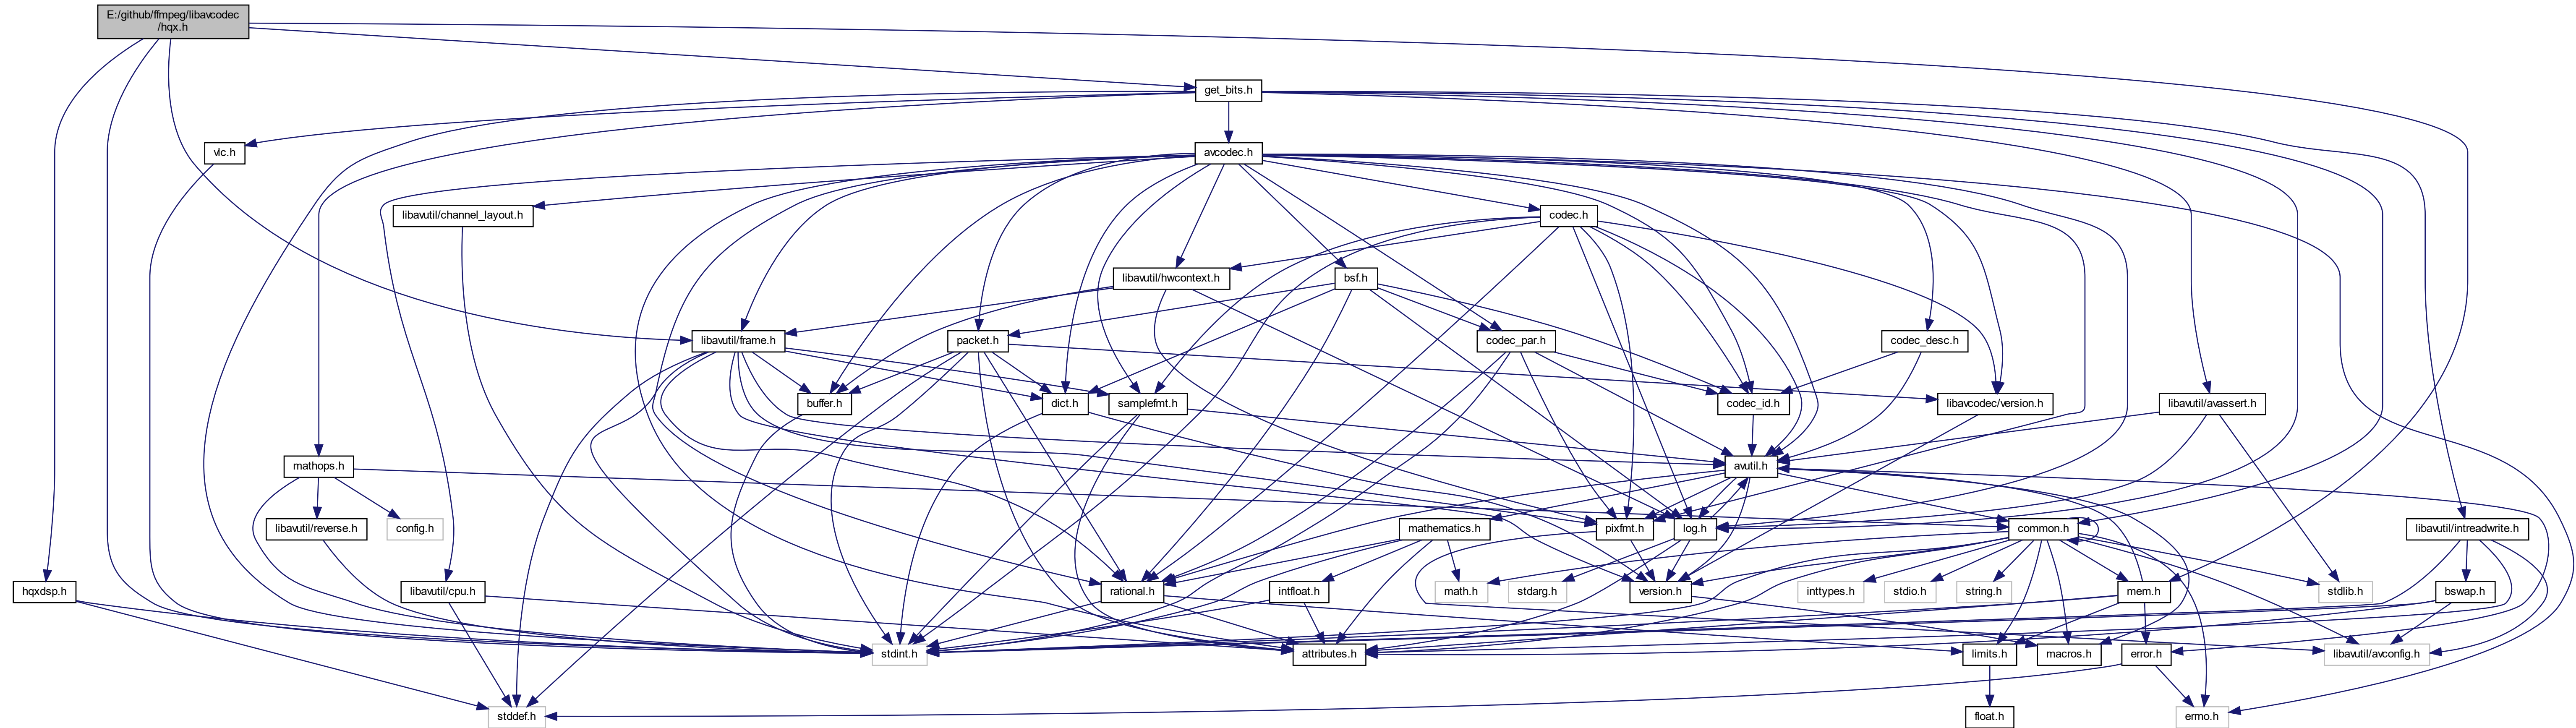 E:/github/ffmpeg/libavcodec
/hqx.h
get_bits.h
vlc.h
avcodec.h
libavutil/channel_layout.h
codec.h
libavutil/hwcontext.h
bsf.h
libavutil/frame.h
packet.h
codec_par.h
codec_desc.h
buffer.h
dict.h
samplefmt.h
codec_id.h
libavcodec/version.h
libavutil/avassert.h
mathops.h
avutil.h
libavutil/reverse.h
config.h
mathematics.h
pixfmt.h
log.h
common.h
libavutil/intreadwrite.h
hqxdsp.h
libavutil/cpu.h
rational.h
intfloat.h
math.h
stdarg.h
version.h
inttypes.h
stdio.h
string.h
mem.h
stdlib.h
bswap.h
stdint.h
attributes.h
limits.h
macros.h
error.h
libavutil/avconfig.h
stddef.h
float.h
errno.h